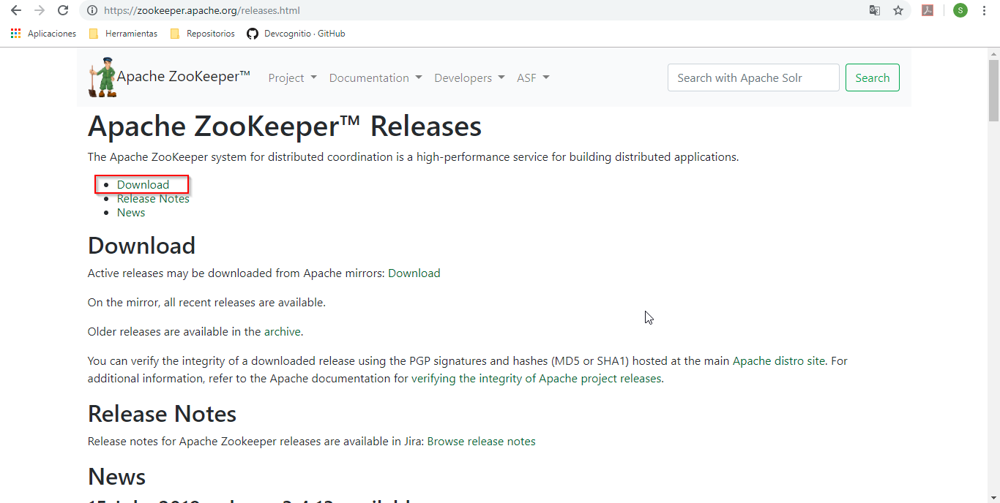 https://zookeeper.apache.org/releases.html
S
Aplicaciones Herramientas Repositorios Devcognitio · GitHub
Apache ZooKeeper™ Project Documentation Developers ASF Search with Apache Solr Search
Apache ZooKeeper™ Releases
The Apache ZooKeeper system for distributed coordination is a high-performance service for building distributed applications.
Download
Release Notes
News
Download
Active releases may be downloaded from Apache mirrors: Download
On the mirror, all recent releases are available.
Older releases are available in the archive.
You can verify the integrity of a downloaded release using the PGP signatures and hashes (MD5 or SHA1) hosted at the main Apache distro site. For
additional information, refer to the Apache documentation for verifying the integrity of Apache project releases.
Release Notes
Release notes for Apache Zookeeper releases are available in Jira: Browse release notes
News